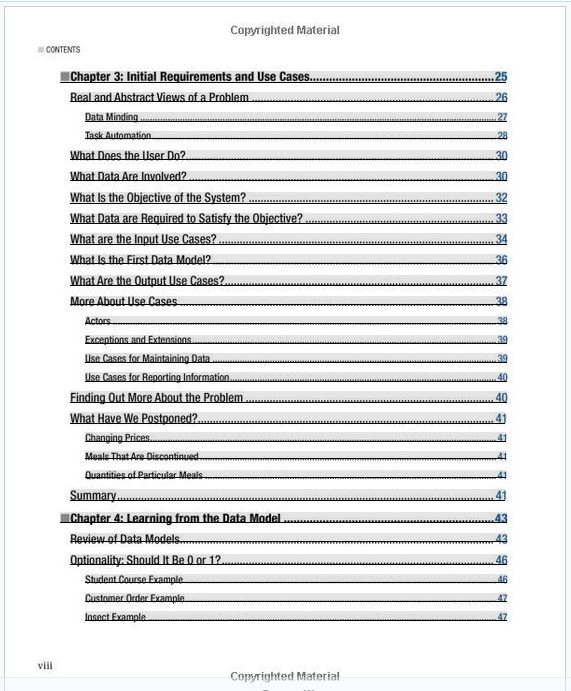 Copyrighted Material
CONTENTS
Chapter 3: Initial Requirements and Use Cases....25
Real and Abstract Views of a Problem....26
Data Minding....27
Task Automation....28
What Does the User Do?....30
What Data Are Involved?....30
What Is the Objective of the System?....32
What Data are Required to Satisfy the Objective?....33
What are the Input Use Cases?....34
What Is the First Data Model?....36
What Are the Output Use Cases?....37
More About Use Cases....38
Actors....38
Exceptions and Extensions....39
Use Cases for Maintaining Data....39
Use Cases for Reporting Information....40
Finding Out More About the Problem....40
What Have We Postponed?....41
Changing Prices....41
Meals That Are Discontinued....41
Quantities of Particular Meals....41
Summary....41
Chapter 4: Learning from the Data Model....43
Review of Data Models....43
Optionality: Should It Be 0 or 1?....46
Student Course Example....46
Customer Order Example....47
Insect Example....47
viii
Copyrighted Material